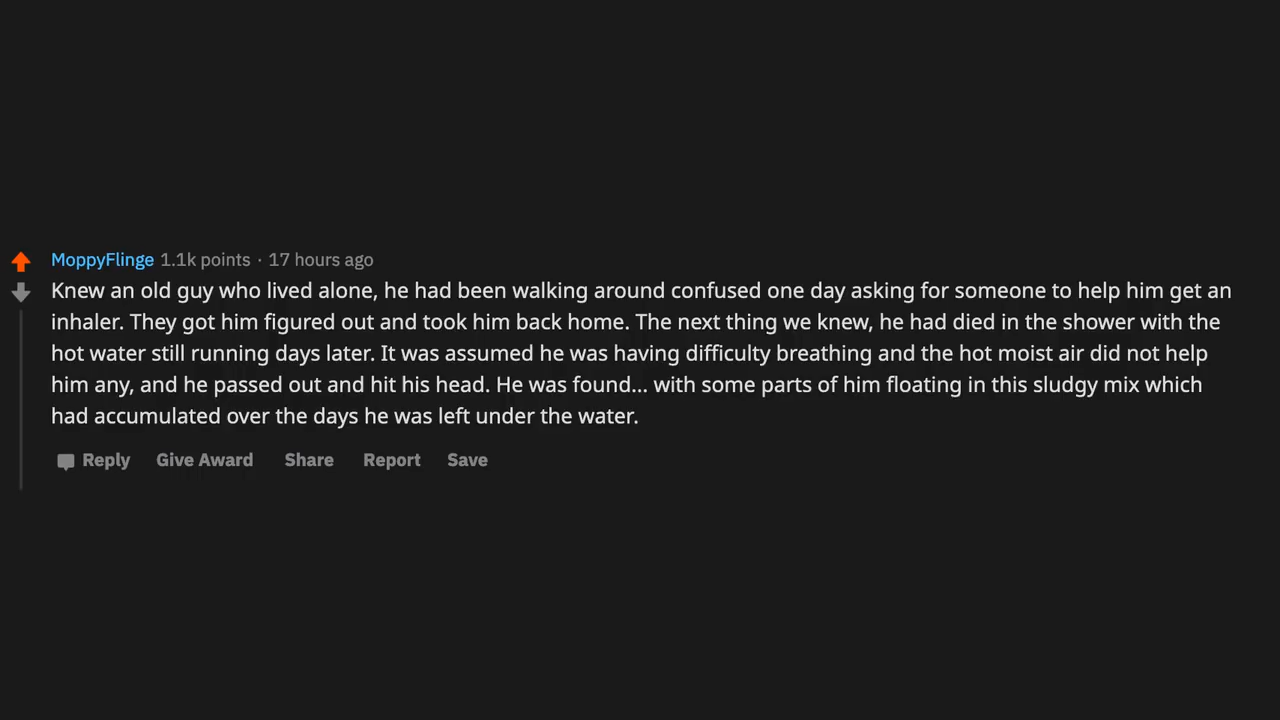 MoppyFlinge 1.1k points · 17 hours ago
Knew an old guy who lived alone, he had been walking around confused one day asking for someone to help him get an
inhaler. They got him figured out and took him back home. The next thing we knew, he had died in the shower with the
hot water still running days later. It was assumed he was having difficulty breathing and the hot moist air did not help
him any, and he passed out and hit his head. He was found... with some parts of him floating in this sludgy mix which
had accumulated over the days he was left under the water.
Reply Give Award Share Report Save